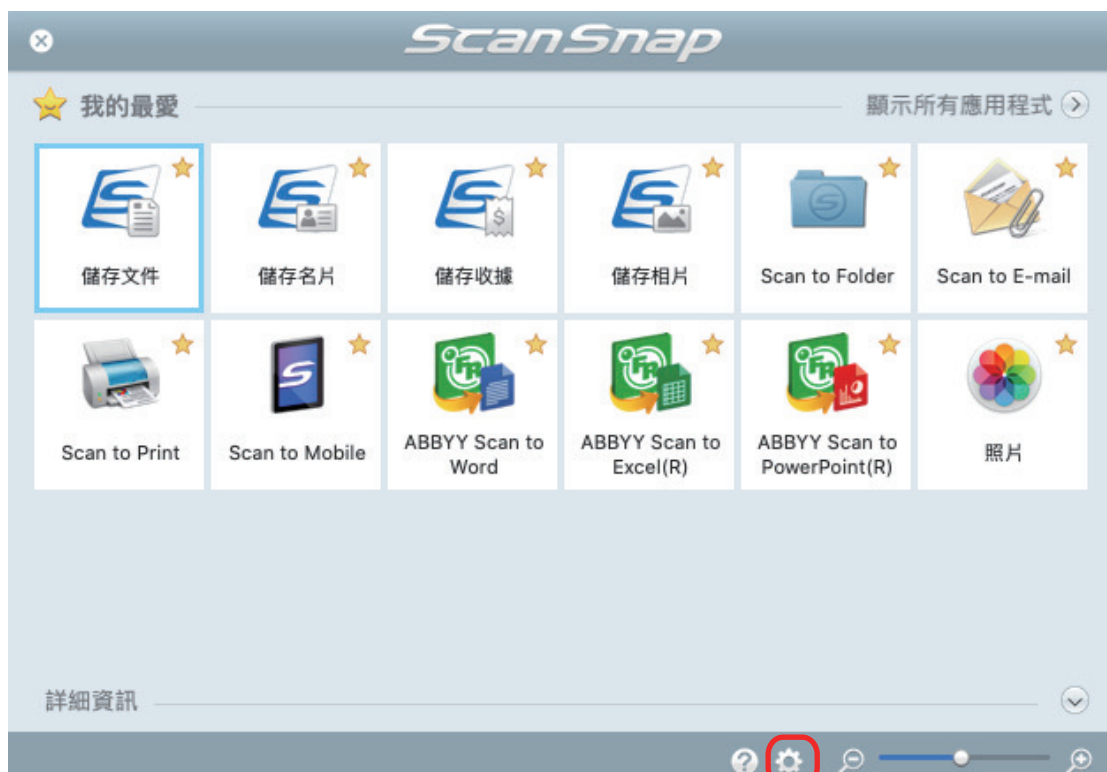 ScanSnap
我的最愛
顯示所有應用程式
儲存文件
儲存名片
儲存收據
儲存相片
Scan to Folder
Scan to E-mail
Scan to Print
Scan to Mobile
ABBYY Scan to
Word
ABBYY Scan to
Excel(R)
ABBYY Scan to
PowerPoint(R)
照片
詳細資訊